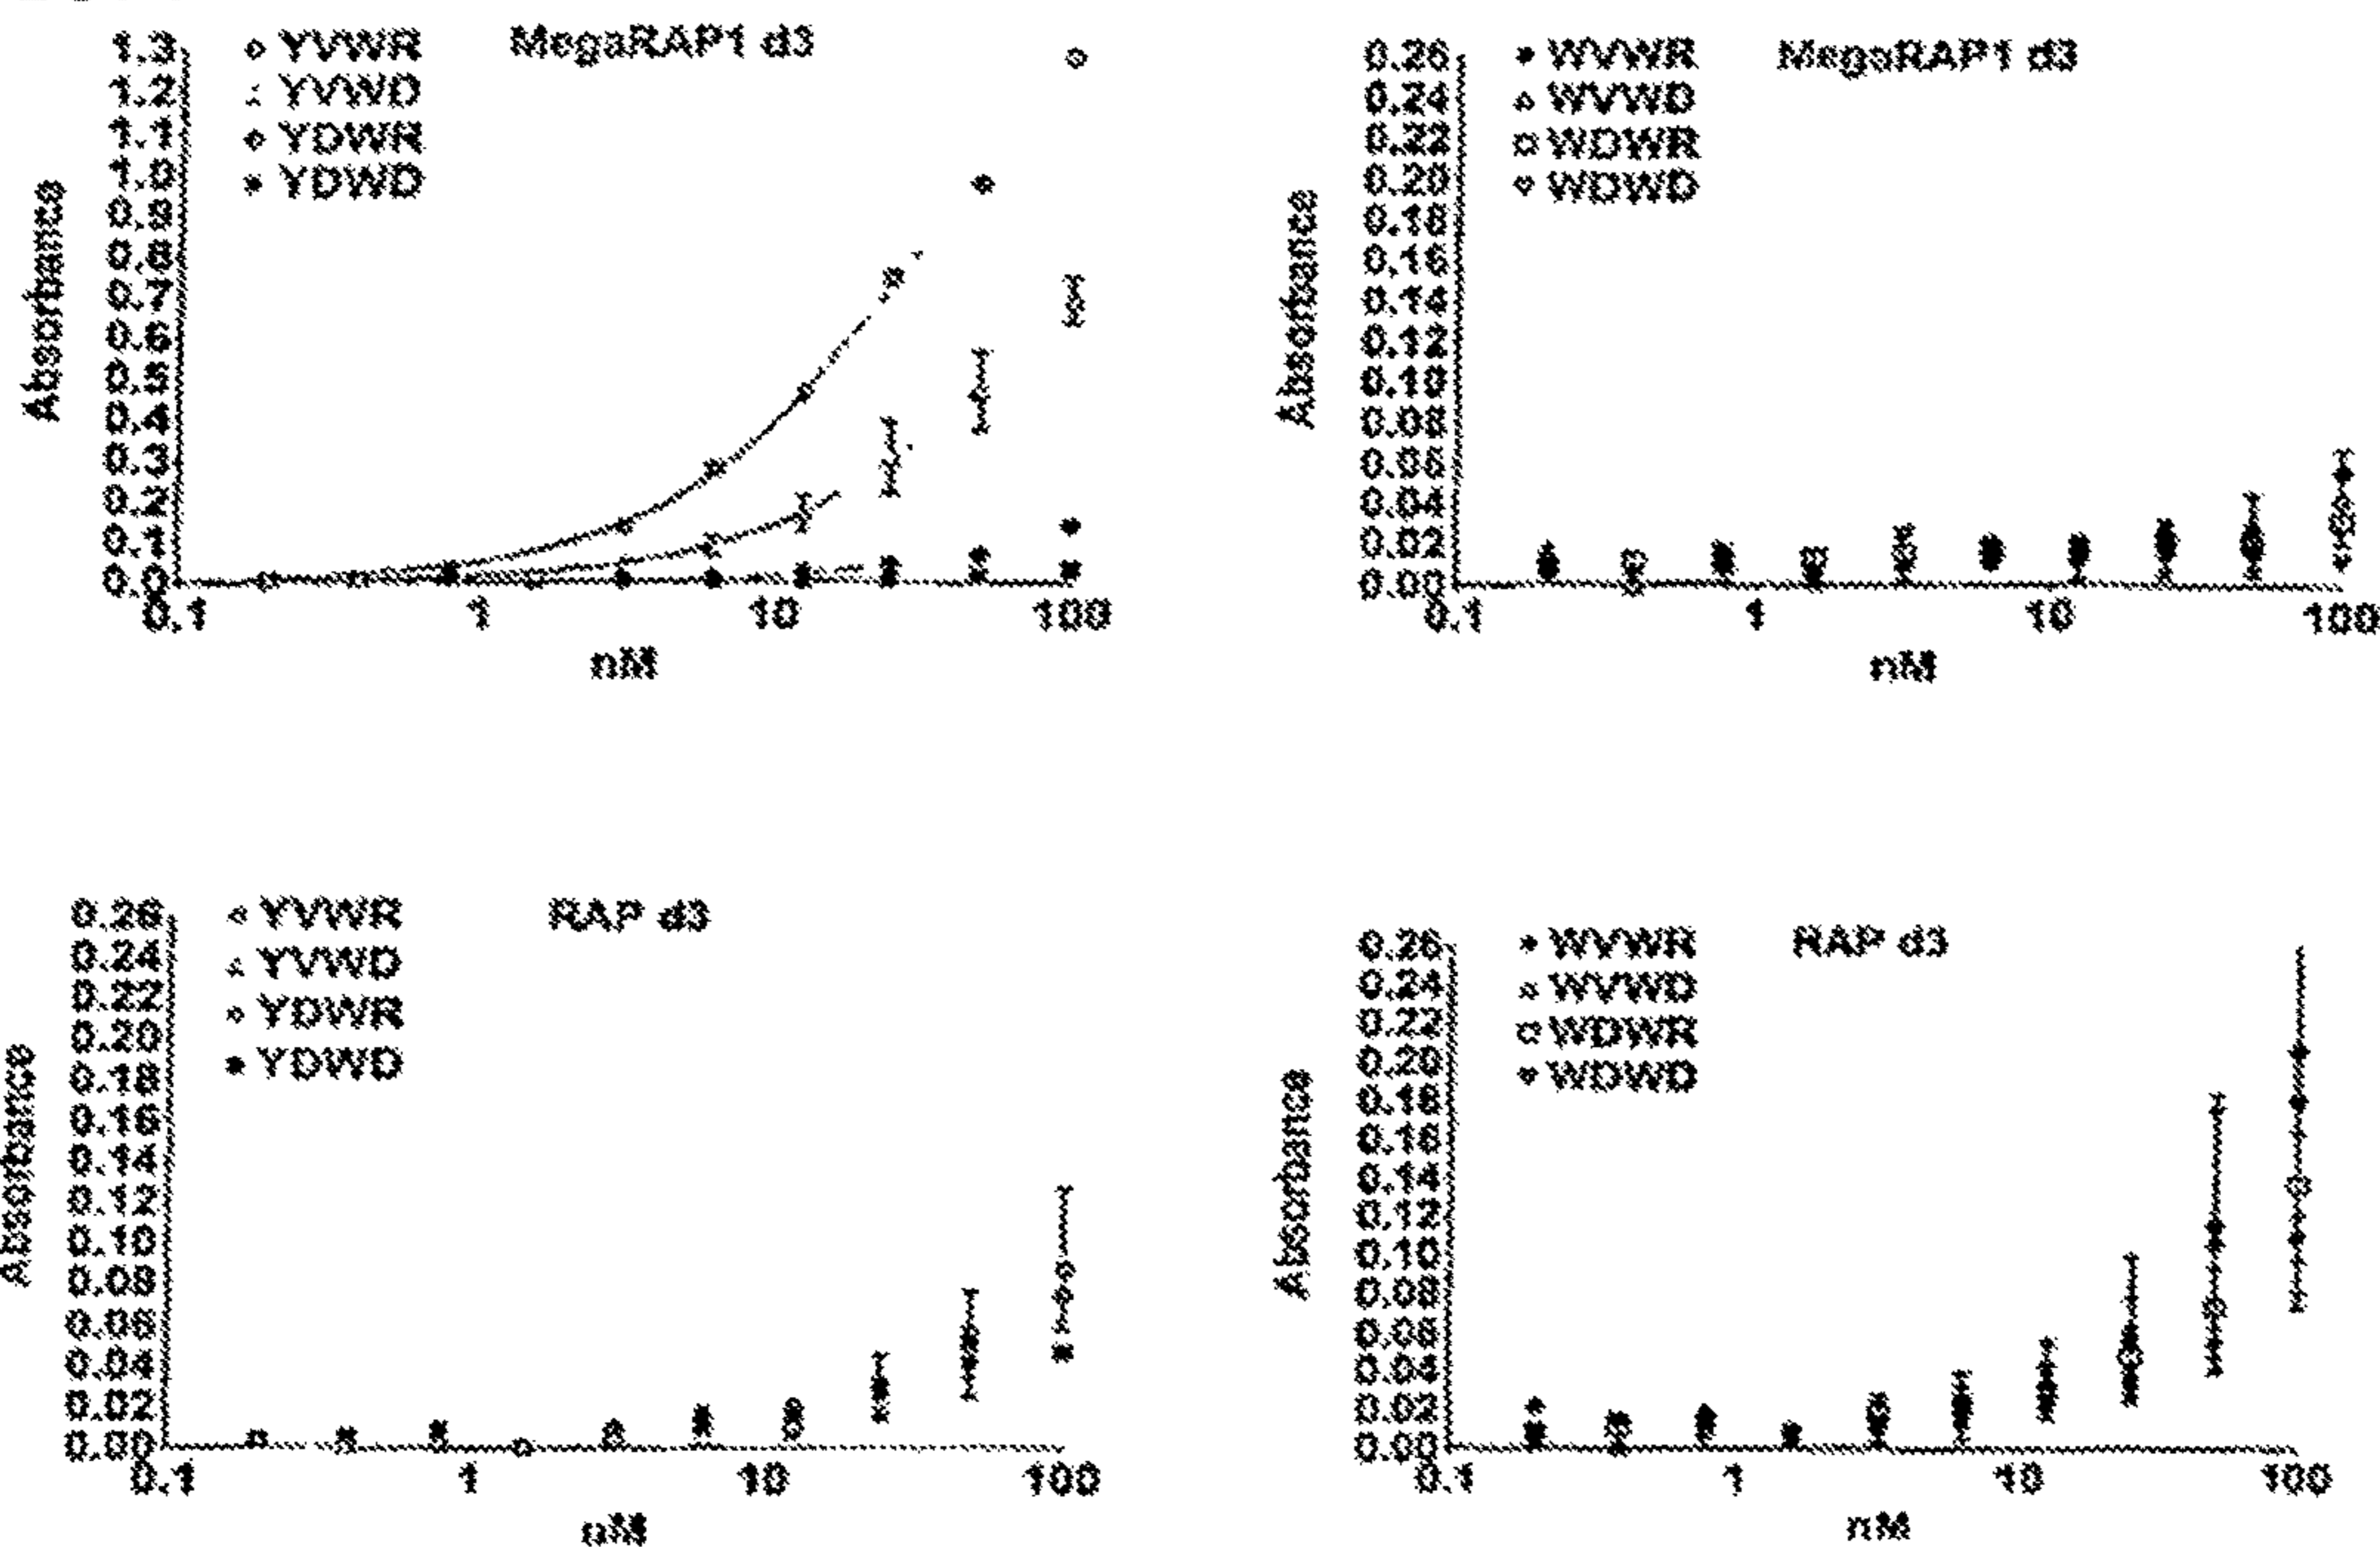 MegaRAP1 d3
YVWR
YVWD
YDWR
YDWD
Absorbance
1.3
1.2
1.1
1.0
0.9
0.8
0.7
0.6
0.5
0.4
0.3
0.2
0.1
0.0
0.1 1 10 100
nM
MegaRAP1 d3
WVWR
WVWD
WDWR
WDWD
Absorbance
0.26
0.24
0.22
0.20
0.18
0.16
0.14
0.12
0.10
0.08
0.06
0.04
0.02
0.00
0.1 1 10 100
nM
RAP d3
YVWR
YVWD
YDWR
YDWD
Absorbance
0.26
0.24
0.22
0.20
0.18
0.16
0.14
0.12
0.10
0.08
0.06
0.04
0.02
0.00
0.1 1 10 100
nM
RAP d3
WVWR
WVWD
WDWR
WDWD
Absorbance
0.26
0.24
0.22
0.20
0.18
0.16
0.14
0.12
0.10
0.08
0.06
0.04
0.02
0.00
0.1 1 10 100
nM